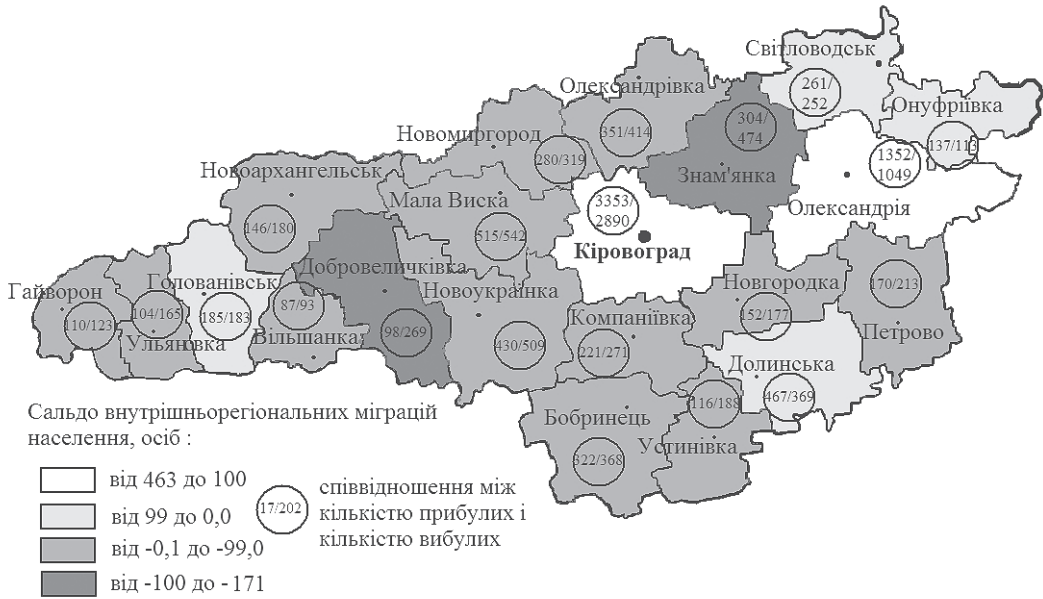 Світловодськ
261/
252
Олександрівка
351/414
304/
474
Онуфріївка
137/113
Новомиргород
280/319
1352/
1049
Новоархангельськ
146/180
Знам'янка
Мала Виска
515/542
3353/
2890
Олександрія
Кіровоград
Добровеличківка
98/269
Голованівськ
185/183
Гайворон
110/123
104/165
Ульяновка
87/93
Вільшанка
Новоукраїнка
430/509
Компаніївка
221/271
Новгородка
152/177
170/213
Петрово
Долинська
467/369
116/188
Устинівка
Бобринець
322/368
Сальдо внутрішньорегіональних міграцій
населення, осіб :
від 463 до 100
від 99 до 0,0
від -0,1 до -99,0
від -100 до -171
17/202
співвідношення між
кількістю прибулих і
кількістю вибулих